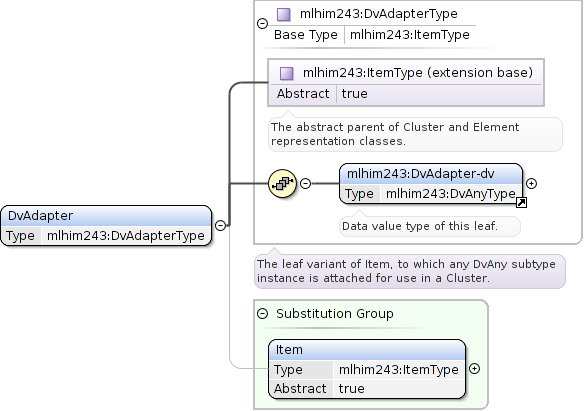 mlhim243:DvAdapterType
Base Type mlhim243:ItemType
mlhim243:ItemType (extension base)
Abstract true
The abstract parent of Cluster and Element
representation classes.
mlhim243:DvAdapter-dv
Type mlhim243:DvAnyType
Data value type of this leaf.
DvAdapter
Type mlhim243:DvAdapterType
The leaf variant of Item, to which any DvAny subtype
instance is attached for use in a Cluster.
Substitution Group
Item
Type mlhim243:ItemType
Abstract true